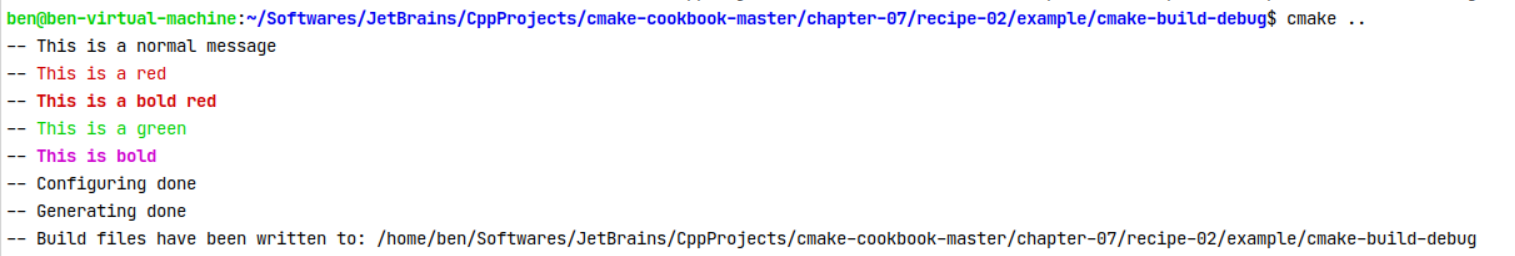 ben@ben-virtual-machine:~/Softwares/JetBrains/CppProjects/cmake-cookbook-master/chapter-07/recipe-02/example/cmake-build-debug$ cmake ..
-- This is a normal message
-- This is a red
-- This is a bold red
-- This is a green
-- This is bold
-- Configuring done
-- Generating done
-- Build files have been written to: /home/ben/Softwares/JetBrains/CppProjects/cmake-cookbook-master/chapter-07/recipe-02/example/cmake-build-debug